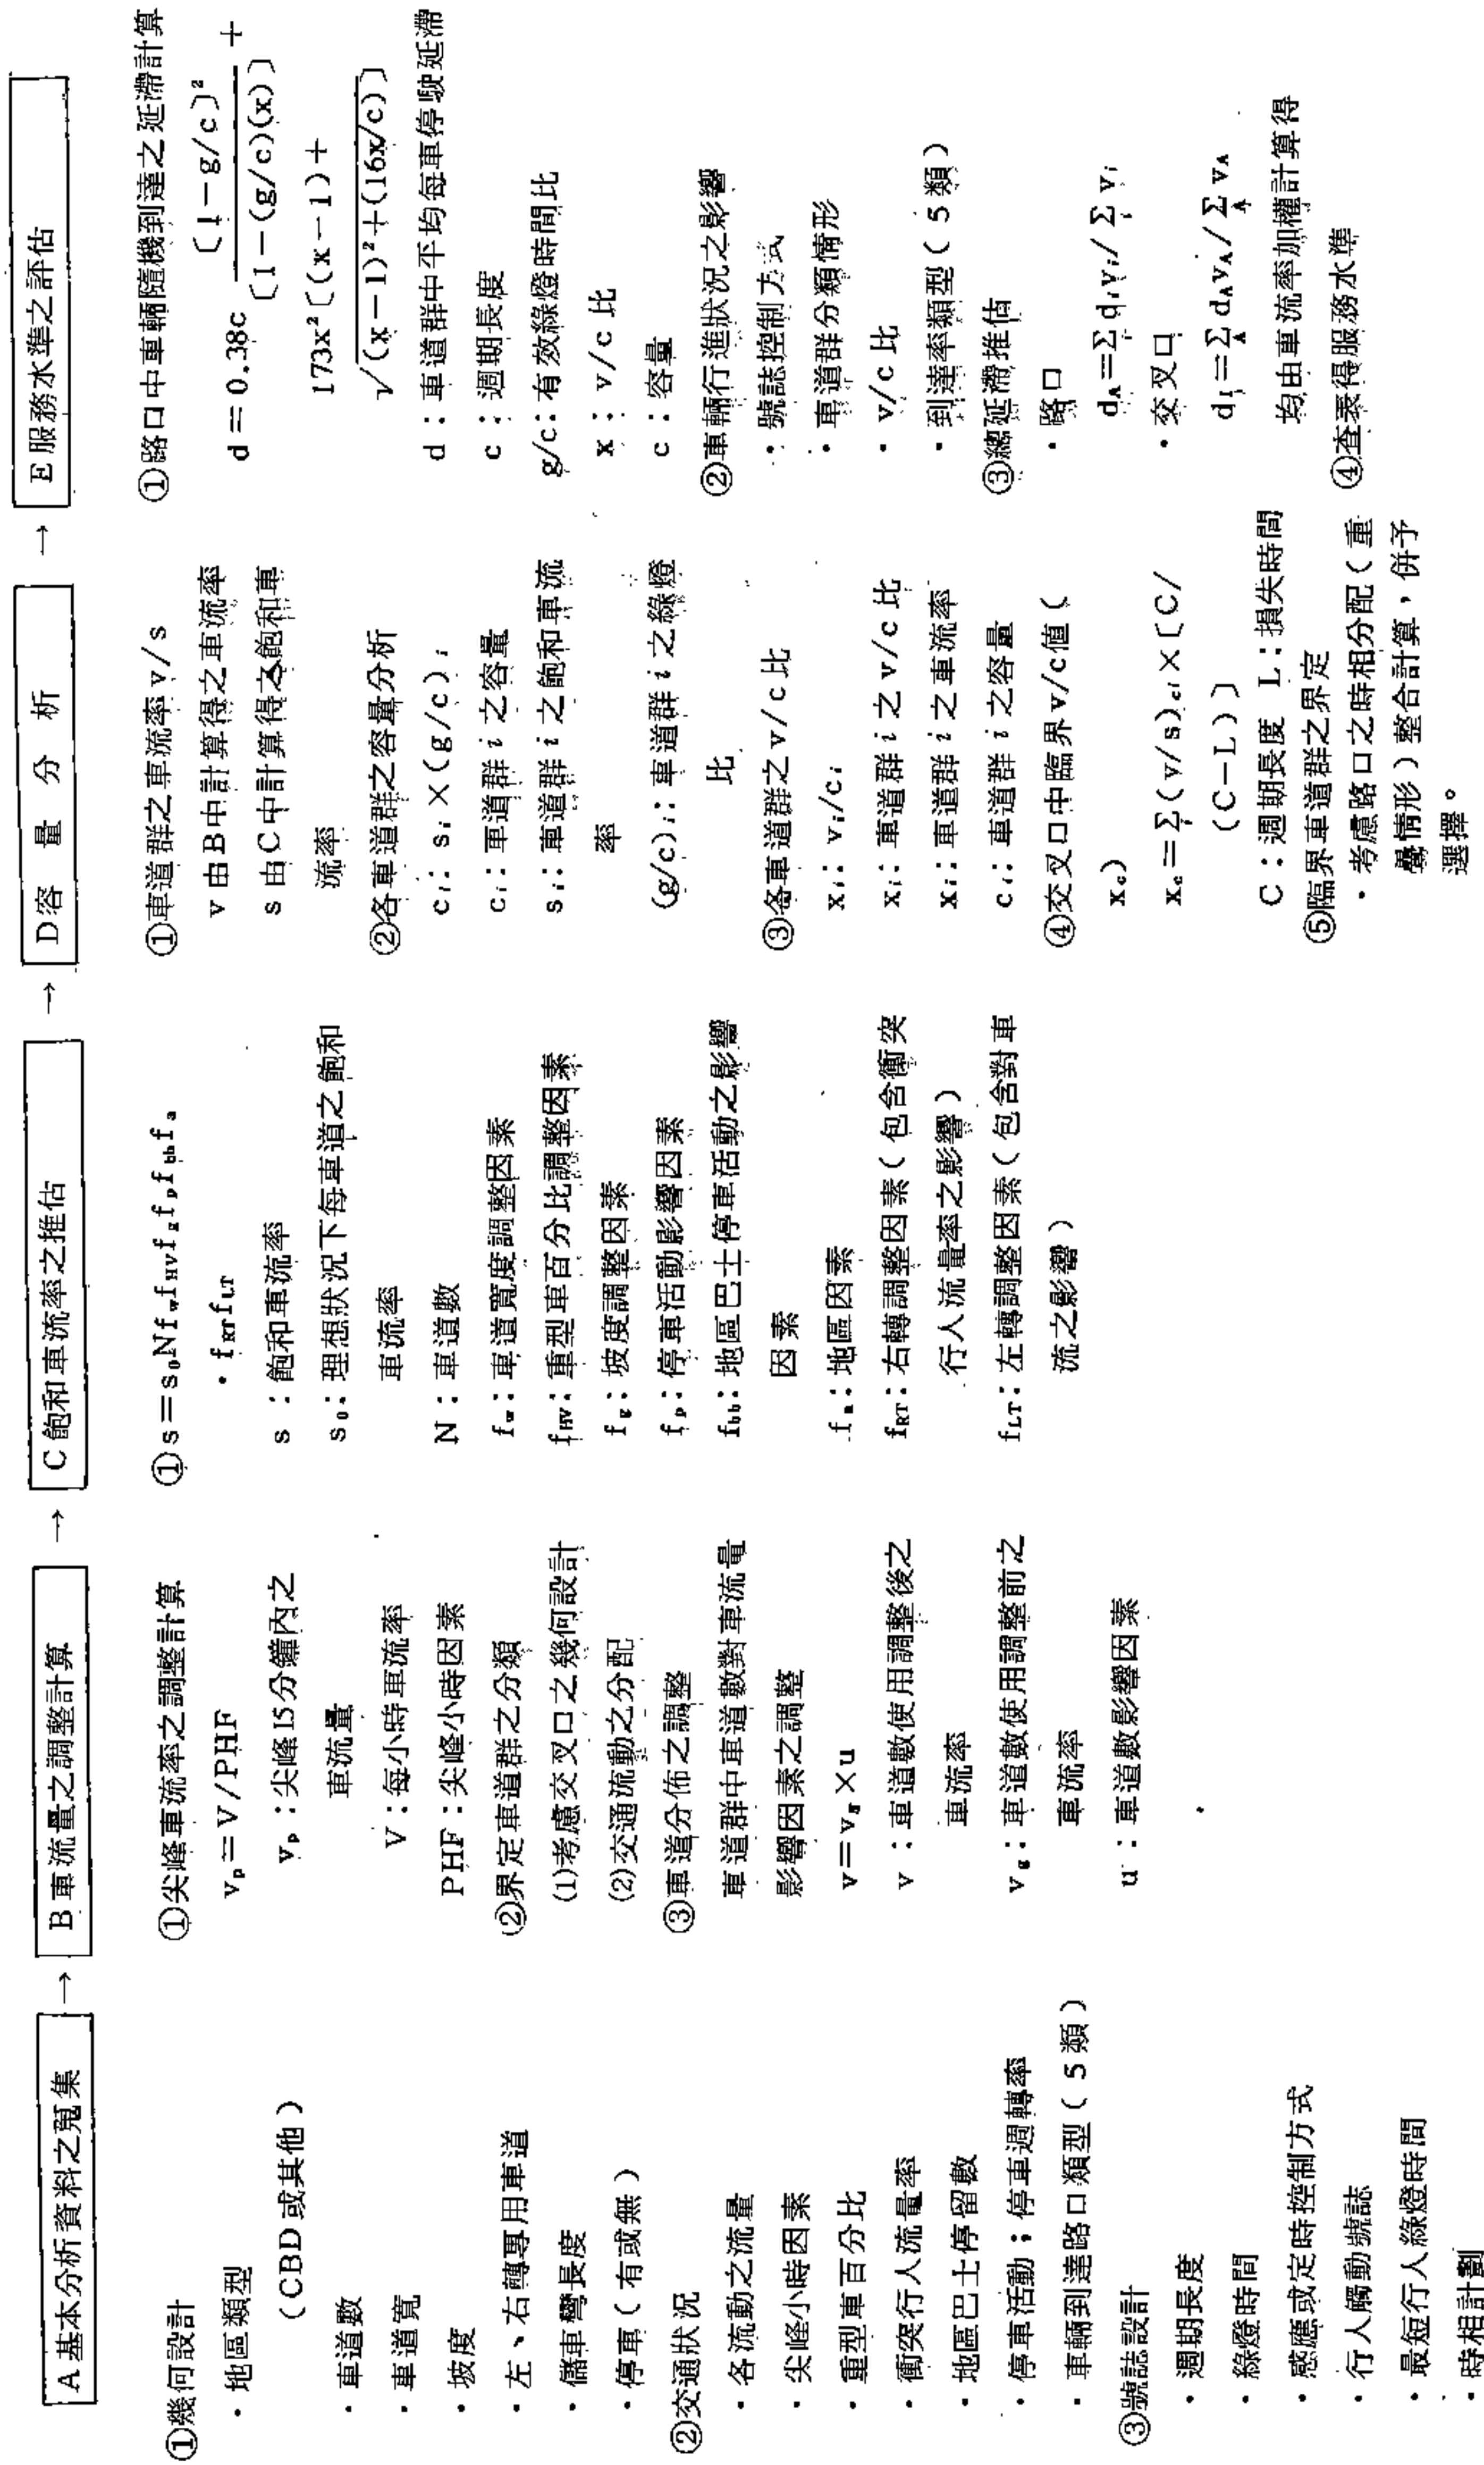 A基本分析資料之蒐集 → B車流量之調整計算 → C飽和車流率之推估 → D容量分析 → E服務水準之評估
①幾何設計
・地區類型
(CBD或其他)
・車道數
・車道寬
・坡度
・左、右轉專用車道
・儲車彎長度
・停車(有或無)
②交通狀況
・各流動之流量
・尖峰小時因素
・重型車百分比
・衝突行人流量率
・地區巴士停留數
・停車活動;停車週轉率
・車輛到達路口類型(5類)
③號誌設計
・週期長度
・綠燈時間
・感應或定時控制方式
・行人觸動號誌
・最短行人綠燈時間
・時相計劃
①尖峰車流率之調整計算
vₚ=V/PHF
vₚ:尖峰15分鐘內之
車流量
V:每小時車流率
PHF:尖峰小時因素
②界定車道群之分類
(1)考慮交叉口之幾何設計
(2)交通流動之分配
③車道分佈之調整
車道群中車道數對車流量
影響因素之調整
v=v_g×u
v:車道數使用調整後之
車流率
v_g:車道數使用調整前之
車流率
u:車道數影響因素
①s=s₀Nf_wf_HVf_gf_pf_bbf_a
・f_RTf_LT
s:飽和車流率
s₀:理想狀況下每車道之飽和
車流率
N:車道數
f_w:車道寬度調整因素
f_HV:重型車百分比調整因素
f_g:坡度調整因素
f_p:停車活動影響因素
f_bb:地區巴士停車活動之影響
因素
f_a:地區因素
f_RT:右轉調整因素(包含衝突
行人流量率之影響)
f_LT:左轉調整因素(包含對車
流之影響)
①車道群之車流率v/s
v由B中計算得之車流率
s由C中計算得之飽和車
流率
②各車道群之容量分析
cᵢ:sᵢ×(g/c)ᵢ
cᵢ:車道群i之容量
sᵢ:車道群i之飽和車流
率
(g/c)ᵢ:車道群i之綠燈
比
③各車道群之v/c比
xᵢ:vᵢ/cᵢ
xᵢ:車道群i之v/c比
xᵢ:車道群i之車流率
cᵢ:車道群i之容量
④交叉口中臨界v/c值(
x_c)
x_c=Σᵢ(v/s)_ci×〔C/
(C-L)〕
C:週期長度 L:損失時間
⑤臨界車道群之界定
・考慮路口之時相分配(重
疊情形)整合計算,併予
選擇。
①路口中車輛隨機到達之延滯計算
d=0.38c 〔1-g/c〕²/〔1-(g/c)(x)〕+
173x²〔(x-1)+
√(x-1)²+(16x/c)〕
d:車道群中平均每車停駛延滯
c:週期長度
g/c:有效綠燈時間比
x:v/c比
c:容量
②車輛行進狀況之影響
・號誌控制方式
・車道群分類情形
・v/c比
・到達率類型(5類)
③總延滯推估
・路口
d_A=Σᵢdᵢvᵢ/Σᵢvᵢ
・交叉口
d_I=Σ_A d_A v_A/Σ_A v_A
均由車流率加權計算得
④查表得服務水準